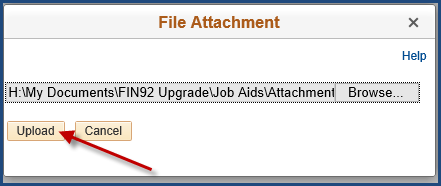 File Attachment ×
Help
H:\My Documents\FIN92 Upgrade\Job Aids\Attachment Browse...
Upload Cancel